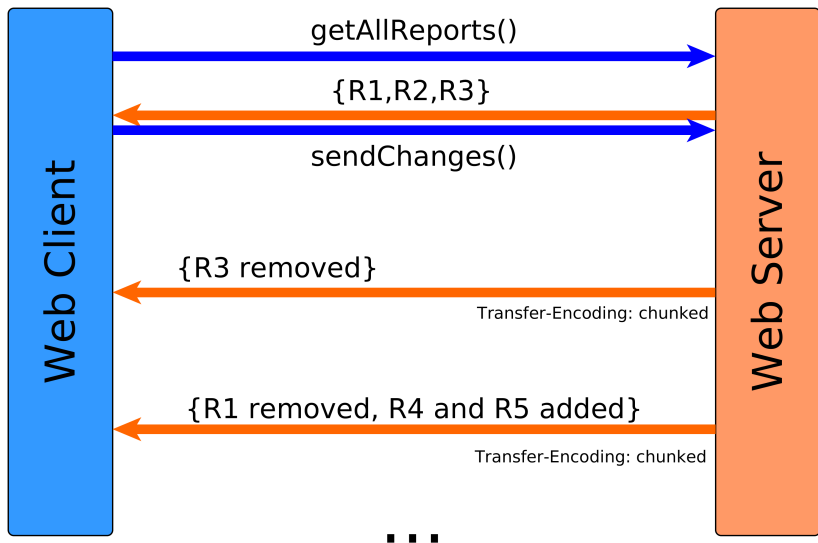 getAllReports()
{R1,R2,R3}
sendChanges()
Web Client
Web Server
{R3 removed}
Transfer-Encoding: chunked
{R1 removed, R4 and R5 added}
Transfer-Encoding: chunked
...